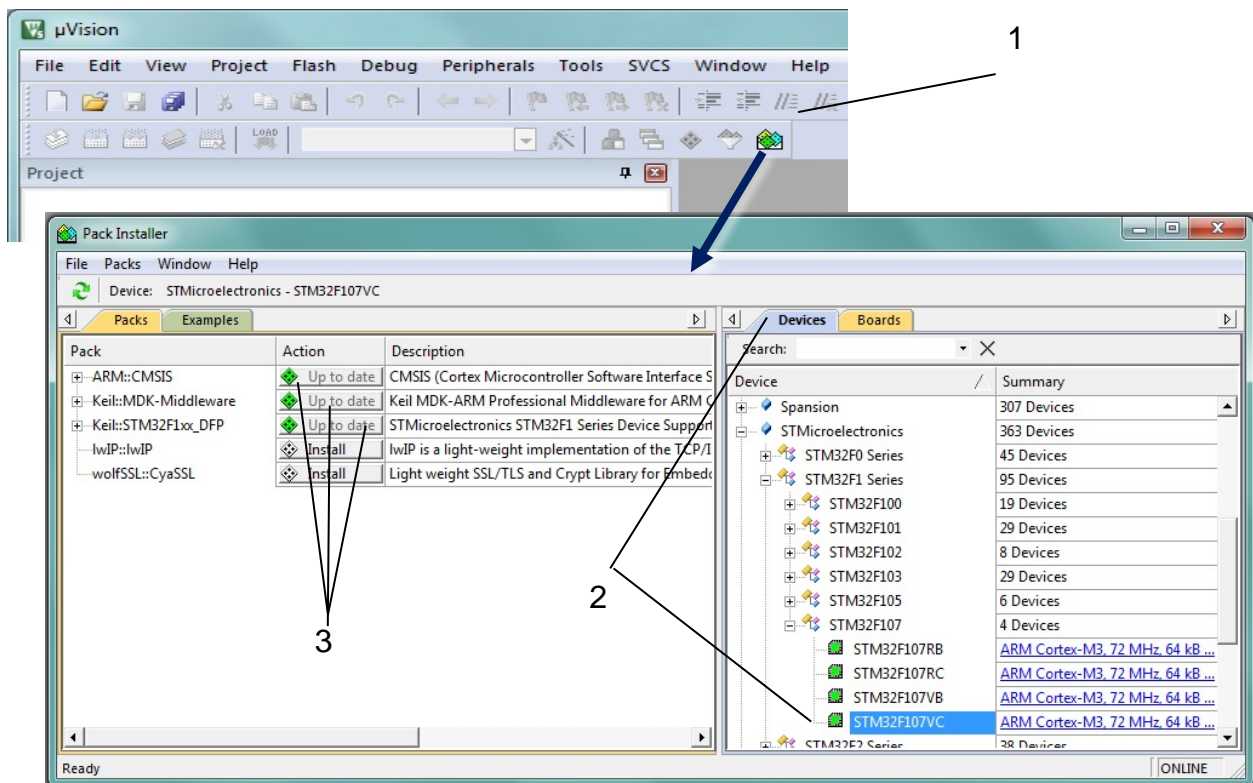 µVision
File Edit View Project Flash Debug Peripherals Tools SVCS Window Help
1
LOAD
Project
Pack Installer
File Packs Window Help
Device: STMicroelectronics - STM32F107VC
Packs Examples
Pack Action Description
ARM::CMSIS Up to date CMSIS (Cortex Microcontroller Software Interface S
Keil::MDK-Middleware Up to date Keil MDK-ARM Professional Middleware for ARM C
Keil::STM32F1xx_DFP Up to date STMicroelectronics STM32F1 Series Device Support
lwIP::lwIP Install lwIP is a light-weight implementation of the TCP/I
wolfSSL::CyaSSL Install Light weight SSL/TLS and Crypt Library for Embedd
3
Devices Boards
Search:
Device Summary
Spansion 307 Devices
STMicroelectronics 363 Devices
STM32F0 Series 45 Devices
STM32F1 Series 95 Devices
STM32F100 19 Devices
STM32F101 29 Devices
STM32F102 8 Devices
STM32F103 29 Devices
STM32F105 6 Devices
STM32F107 4 Devices
STM32F107RB ARM Cortex-M3, 72 MHz, 64 kB ...
STM32F107RC ARM Cortex-M3, 72 MHz, 64 kB ...
STM32F107VB ARM Cortex-M3, 72 MHz, 64 kB ...
STM32F107VC ARM Cortex-M3, 72 MHz, 64 kB ...
STM32F2 Series 38 Devices
2
Ready ONLINE